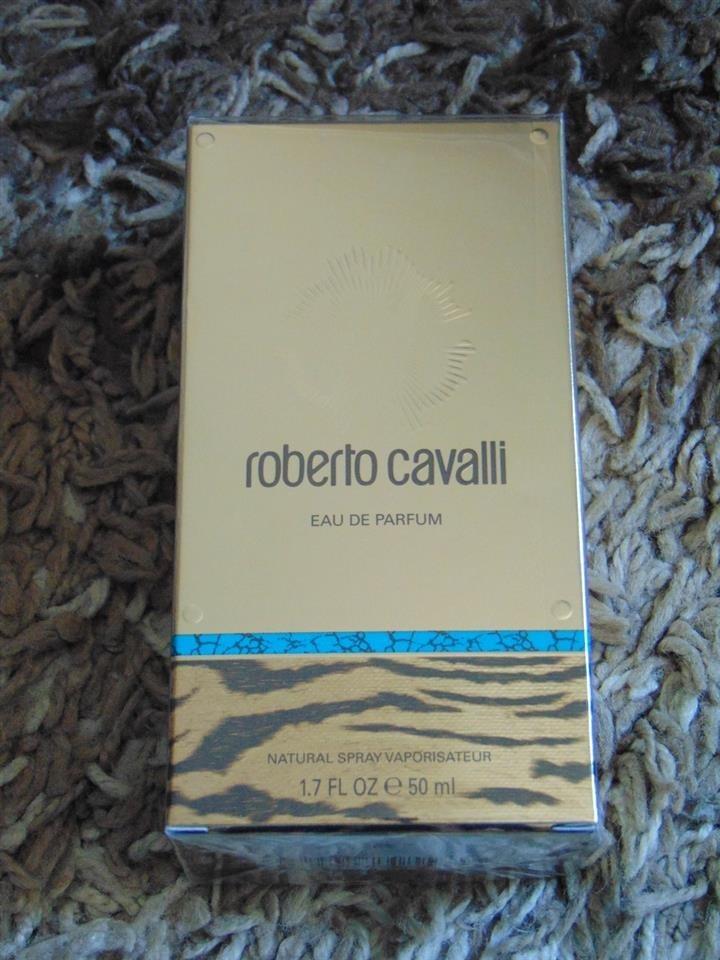 roberto cavalli
EAU DE PARFUM
NATURAL SPRAY VAPORISATEUR
1.7 FL OZ ℮ 50 ml